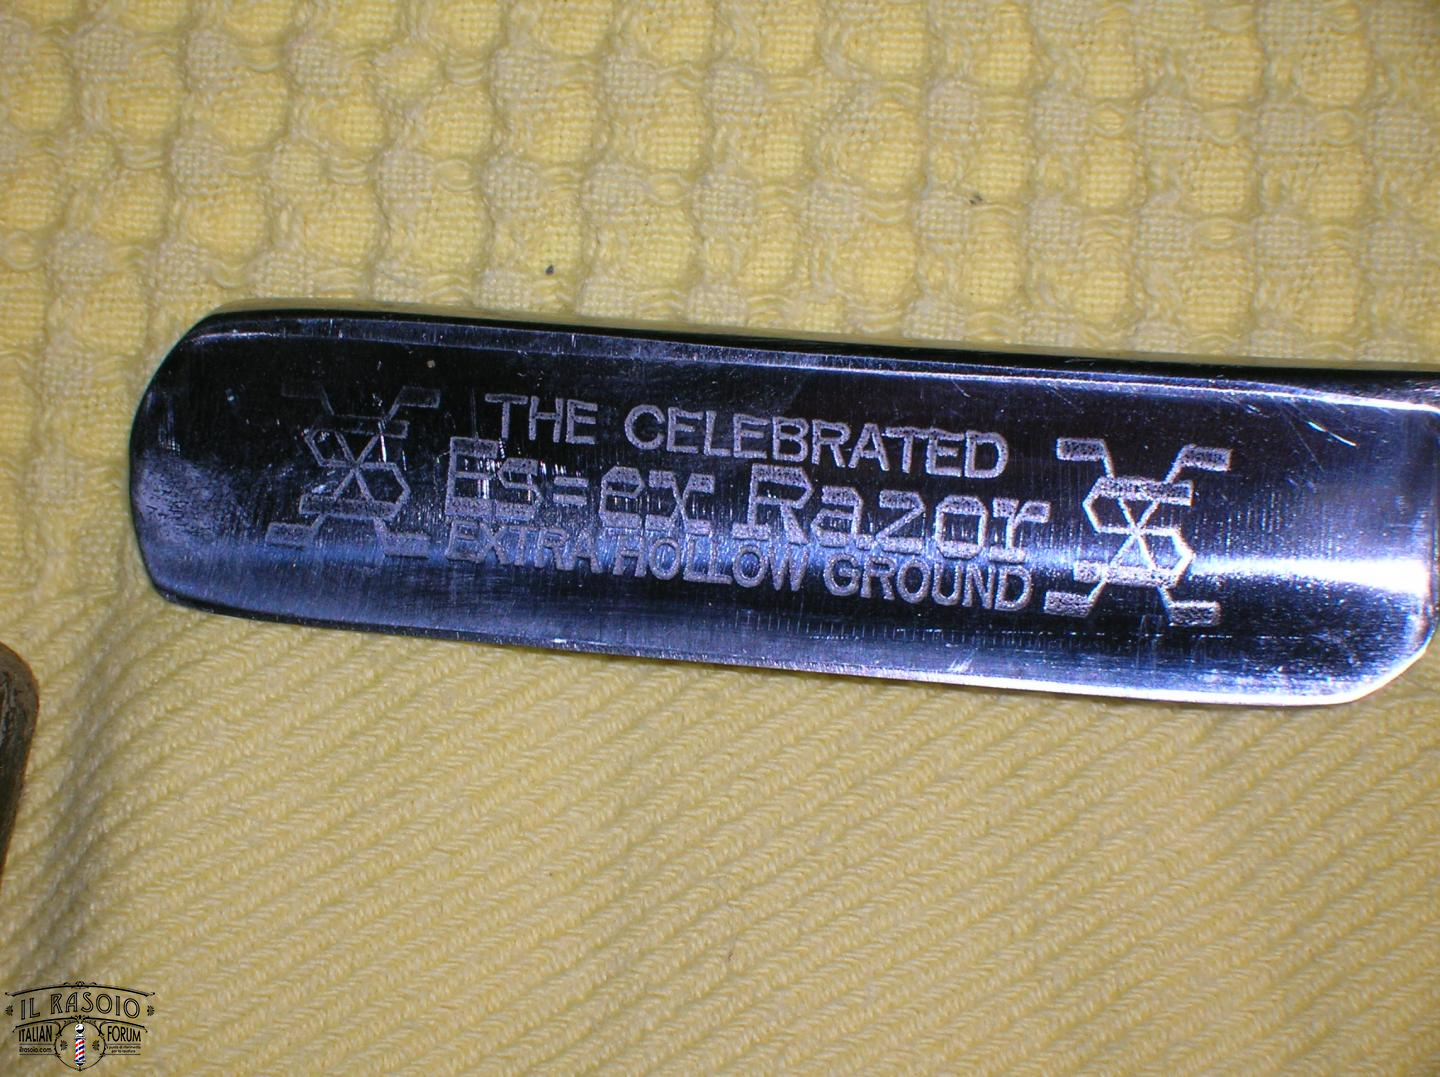 THE CELEBRATED
Es=ex Razor
EXTRA HOLLOW GROUND
IL RASOIO
ITALIAN FORUM
ilrasoio.com